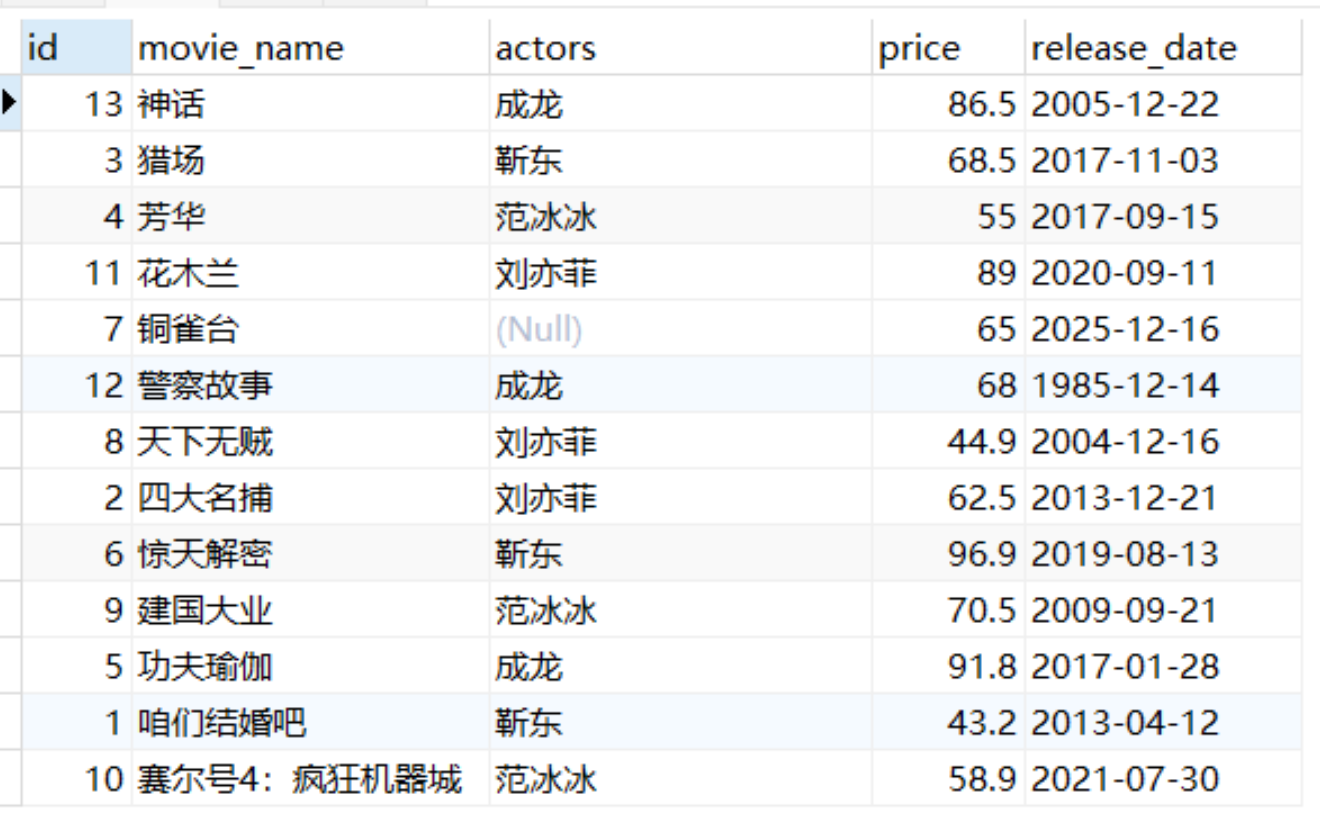 id movie_name actors price release_date
13 神话 成龙 86.5 2005-12-22
3 猎场 靳东 68.5 2017-11-03
4 芳华 范冰冰 55 2017-09-15
11 花木兰 刘亦菲 89 2020-09-11
7 铜雀台 (Null) 65 2025-12-16
12 警察故事 成龙 68 1985-12-14
8 天下无贼 刘亦菲 44.9 2004-12-16
2 四大名捕 刘亦菲 62.5 2013-12-21
6 惊天解密 靳东 96.9 2019-08-13
9 建国大业 范冰冰 70.5 2009-09-21
5 功夫瑜伽 成龙 91.8 2017-01-28
1 咱们结婚吧 靳东 43.2 2013-04-12
10 赛尔号4：疯狂机器城 范冰冰 58.9 2021-07-30